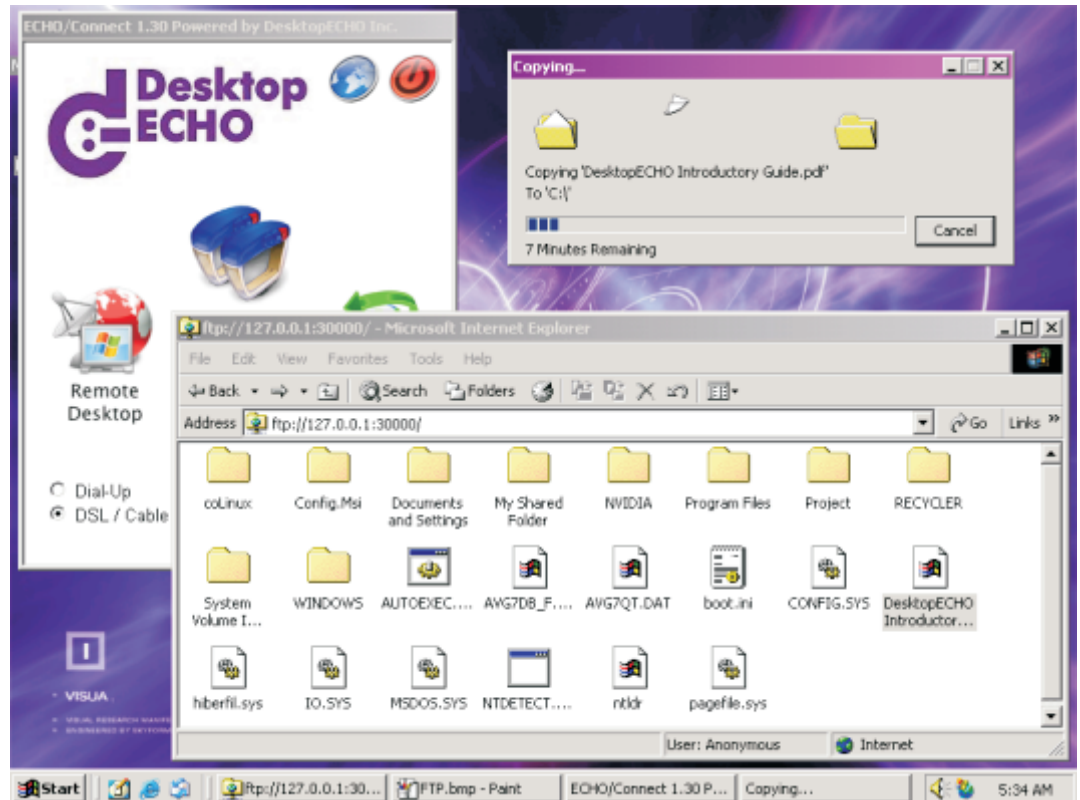 ECHO/Connect 1.30 Powered by DesktopECHO Inc.
Desktop
ECHO
Remote
Desktop
Dial-Up
DSL / Cable
Copying...
Copying 'DesktopECHO Introductory Guide.pdf'
To 'C:\'
Cancel
7 Minutes Remaining
ftp://127.0.0.1:30000/ - Microsoft Internet Explorer
File Edit View Favorites Tools Help
Back Search Folders
Address ftp://127.0.0.1:30000/ Go Links »
coLinux
Config.Msi
Documents
and Settings
My Shared
Folder
NVIDIA
Program Files
Project
RECYCLER
System
Volume I...
WINDOWS
AUTOEXEC....
AVG7DB_F....
AVG7QT.DAT
boot.ini
CONFIG.SYS
DesktopECHO
Introductor...
hiberfil.sys
IO.SYS
MSDOS.SYS
NTDETECT....
ntldr
pagefile.sys
User: Anonymous Internet
VISUA
VISUAL RESEARCH
ENGINEERED BY
Start ftp://127.0.0.1:30... FTP.bmp - Paint ECHO/Connect 1.30 P... Copying... 5:34 AM